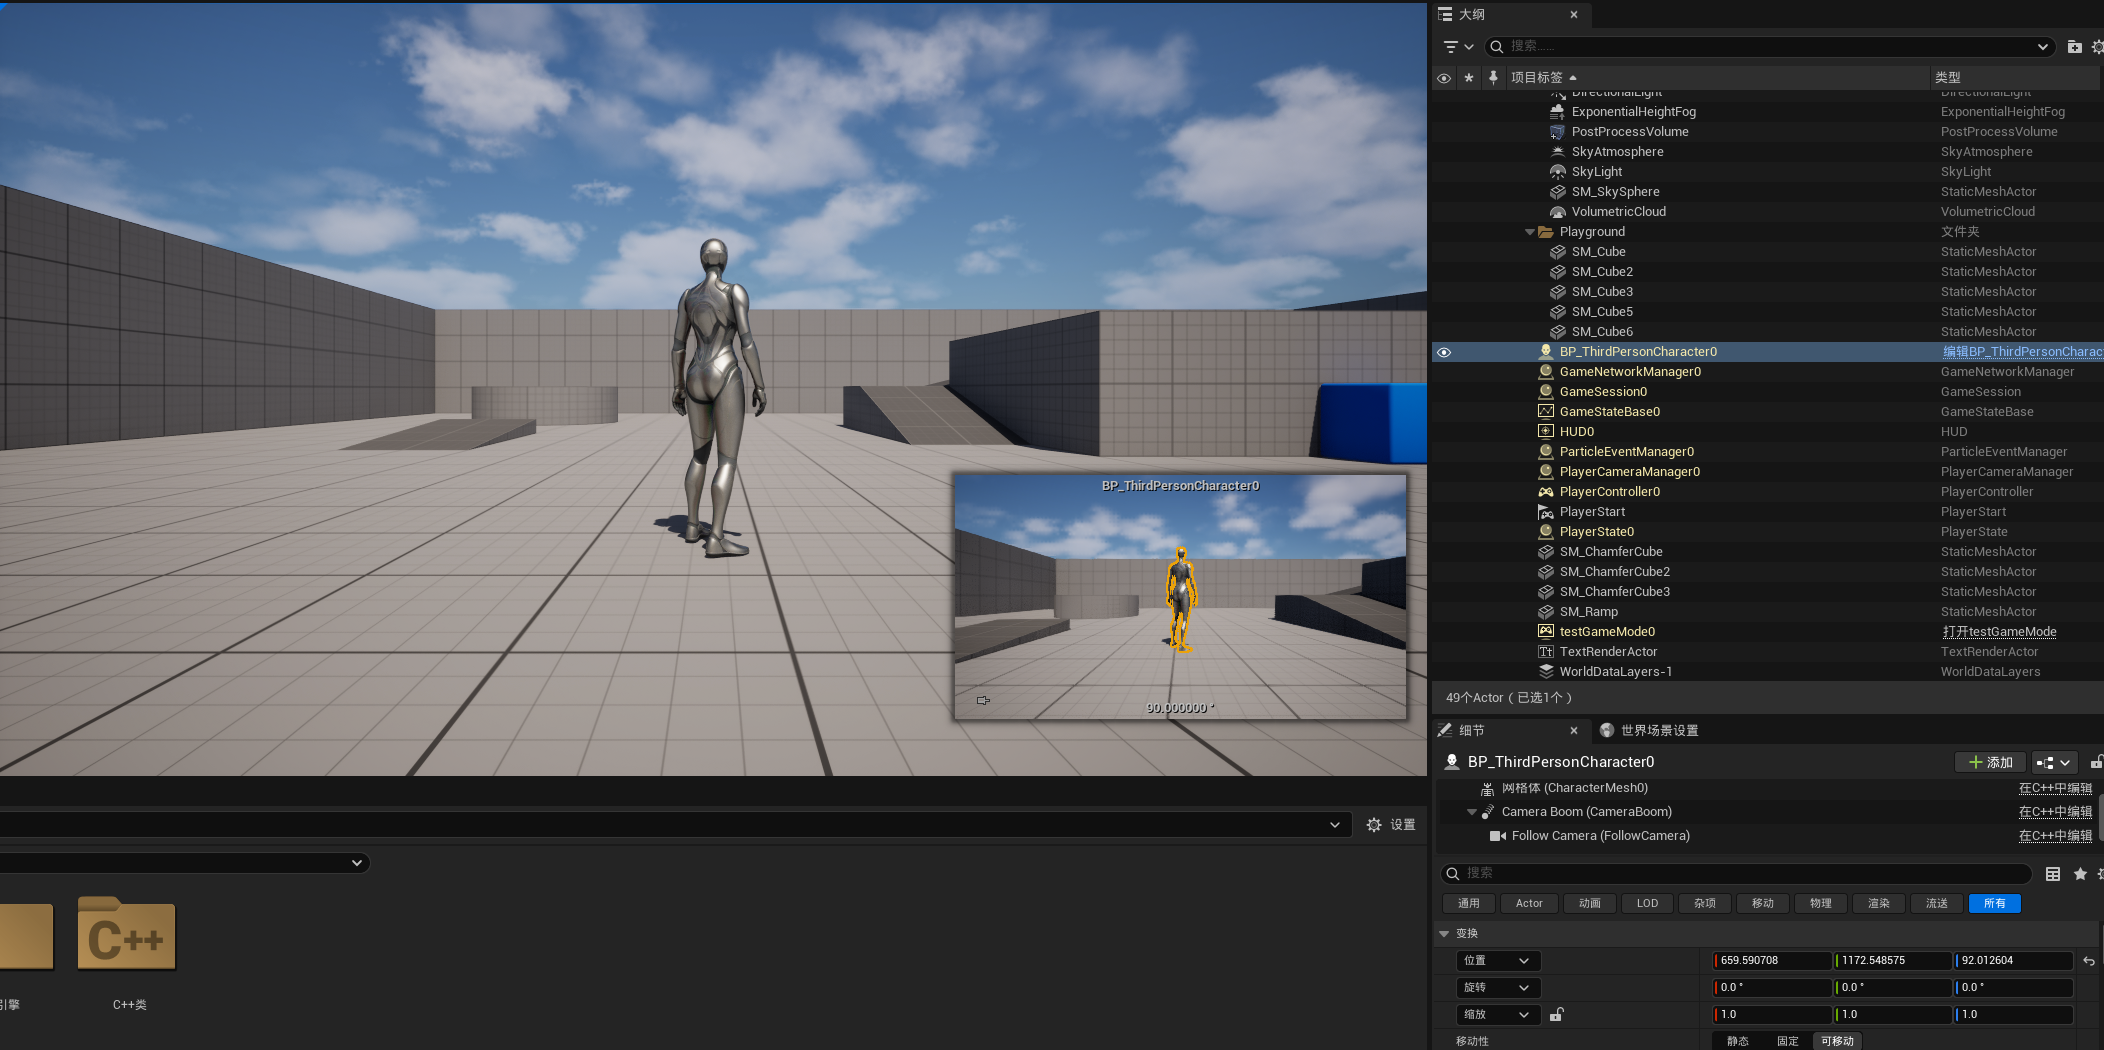 大纲
搜索......
项目标签 类型
DirectionalLight DirectionalLight
ExponentialHeightFog ExponentialHeightFog
PostProcessVolume PostProcessVolume
SkyAtmosphere SkyAtmosphere
SkyLight SkyLight
SM_SkySphere StaticMeshActor
VolumetricCloud VolumetricCloud
Playground 文件夹
SM_Cube StaticMeshActor
SM_Cube2 StaticMeshActor
SM_Cube3 StaticMeshActor
SM_Cube5 StaticMeshActor
SM_Cube6 StaticMeshActor
BP_ThirdPersonCharacter0 编辑BP_ThirdPersonCharac
GameNetworkManager0 GameNetworkManager
GameSession0 GameSession
GameStateBase0 GameStateBase
HUD0 HUD
ParticleEventManager0 ParticleEventManager
PlayerCameraManager0 PlayerCameraManager
PlayerController0 PlayerController
PlayerStart PlayerStart
PlayerState0 PlayerState
SM_ChamferCube StaticMeshActor
SM_ChamferCube2 StaticMeshActor
SM_ChamferCube3 StaticMeshActor
SM_Ramp StaticMeshActor
testGameMode0 打开testGameMode
TextRenderActor TextRenderActor
WorldDataLayers-1 WorldDataLayers
49个Actor（已选1个）
BP_ThirdPersonCharacter0
90.000000 °
细节 世界场景设置
BP_ThirdPersonCharacter0 添加
网格体 (CharacterMesh0) 在C++中编辑
Camera Boom (CameraBoom) 在C++中编辑
Follow Camera (FollowCamera) 在C++中编辑
搜索
通用 Actor 动画 LOD 杂项 移动 物理 渲染 流送 所有
变换
位置 659.590708 1172.548575 92.012604
旋转 0.0 ° 0.0 ° 0.0 °
缩放 1.0 1.0 1.0
移动性 静态 固定 可移动
设置
C++
引擎 C++类